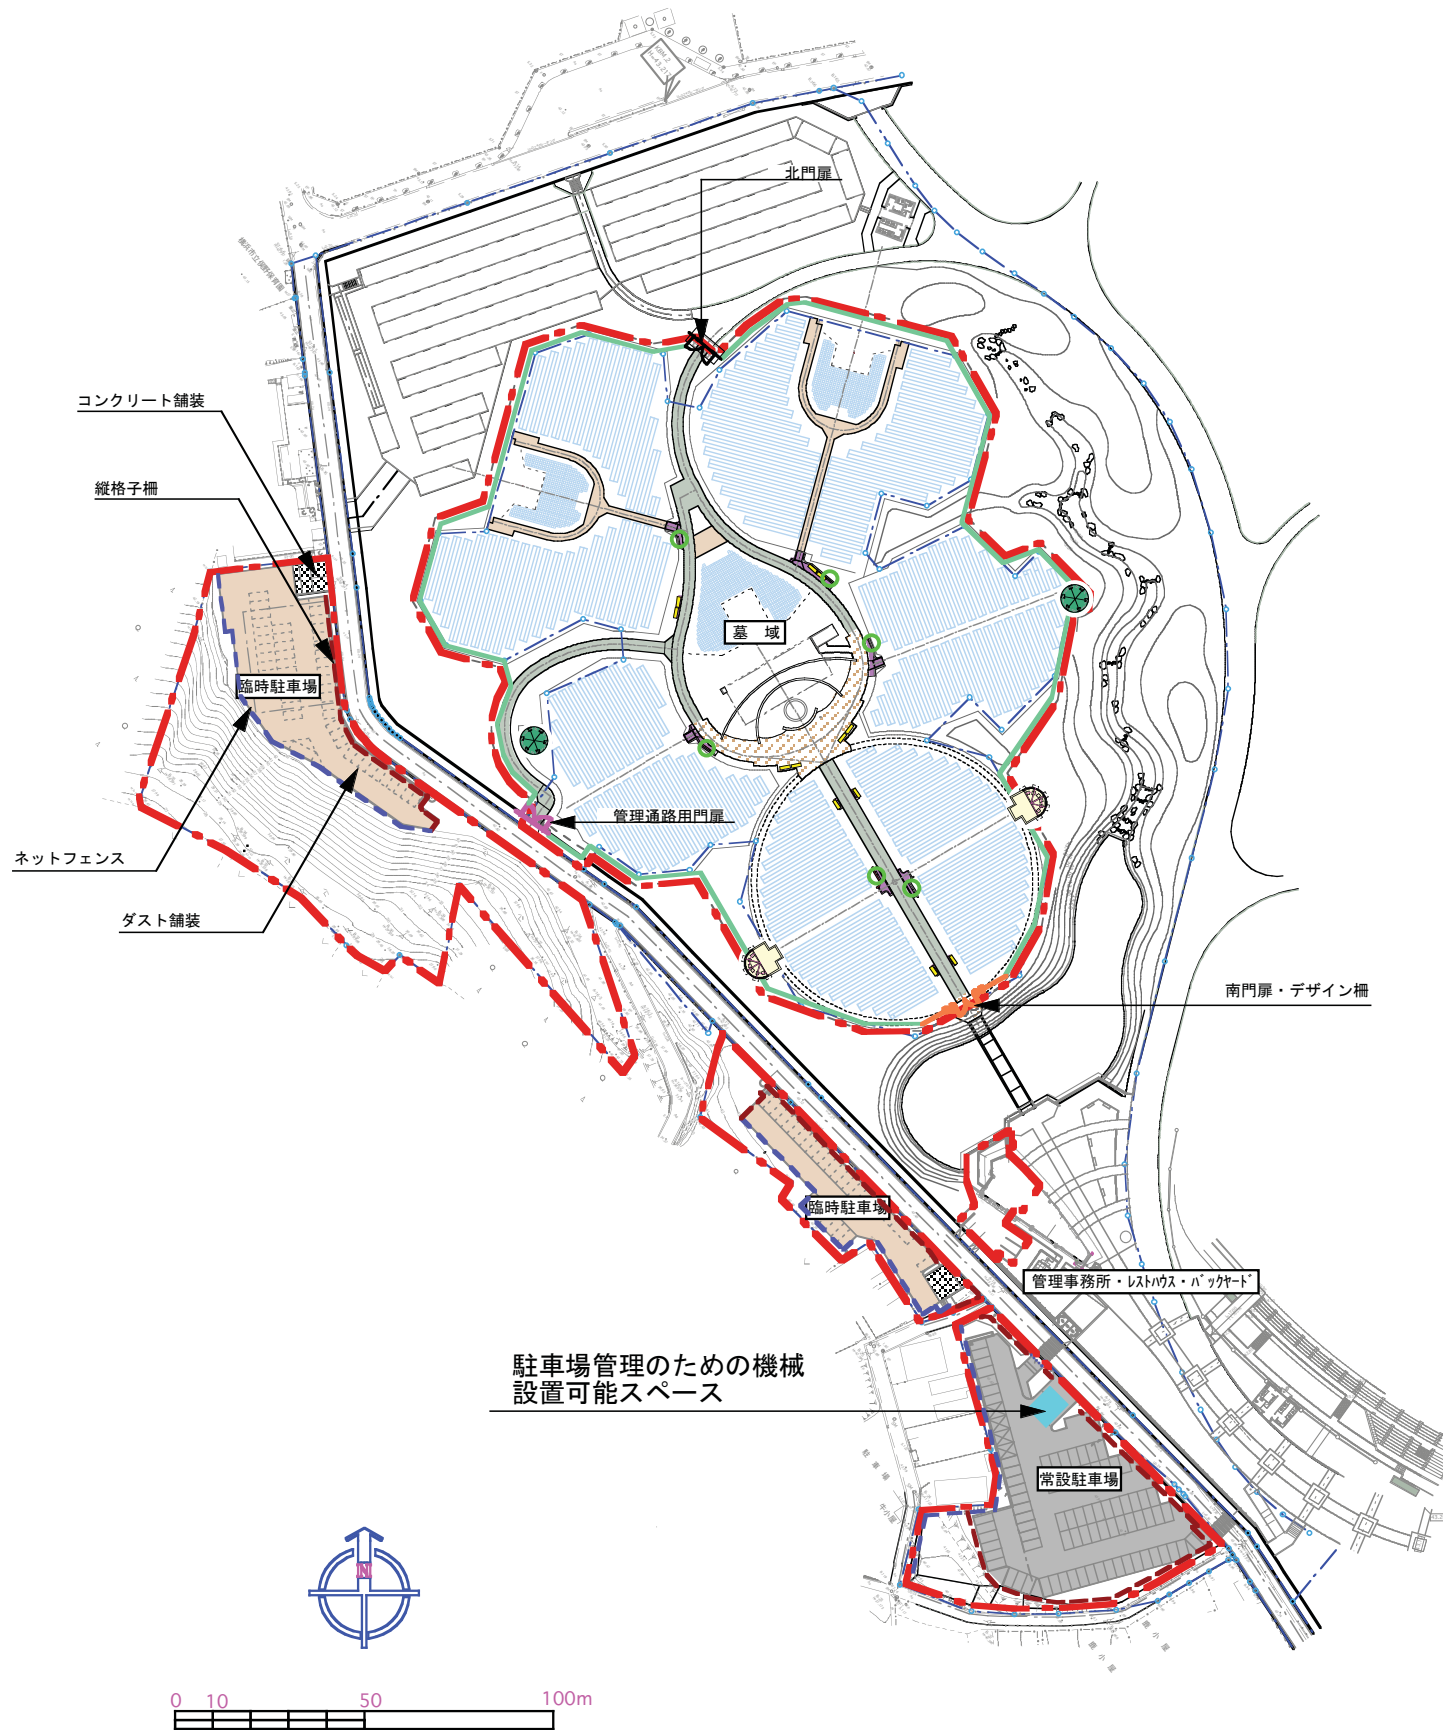 KBM.2
北門扉
コンクリート舗装
縦格子柵
墓 域
臨時駐車場
管理通路用門扉
ネットフェンス
ダスト舗装
南門扉・デザイン柵
臨時駐車場
管理事務所・レストハウス・バックヤード
駐車場管理のための機械
設置可能スペース
常設駐車場
N
0 10 50 100m